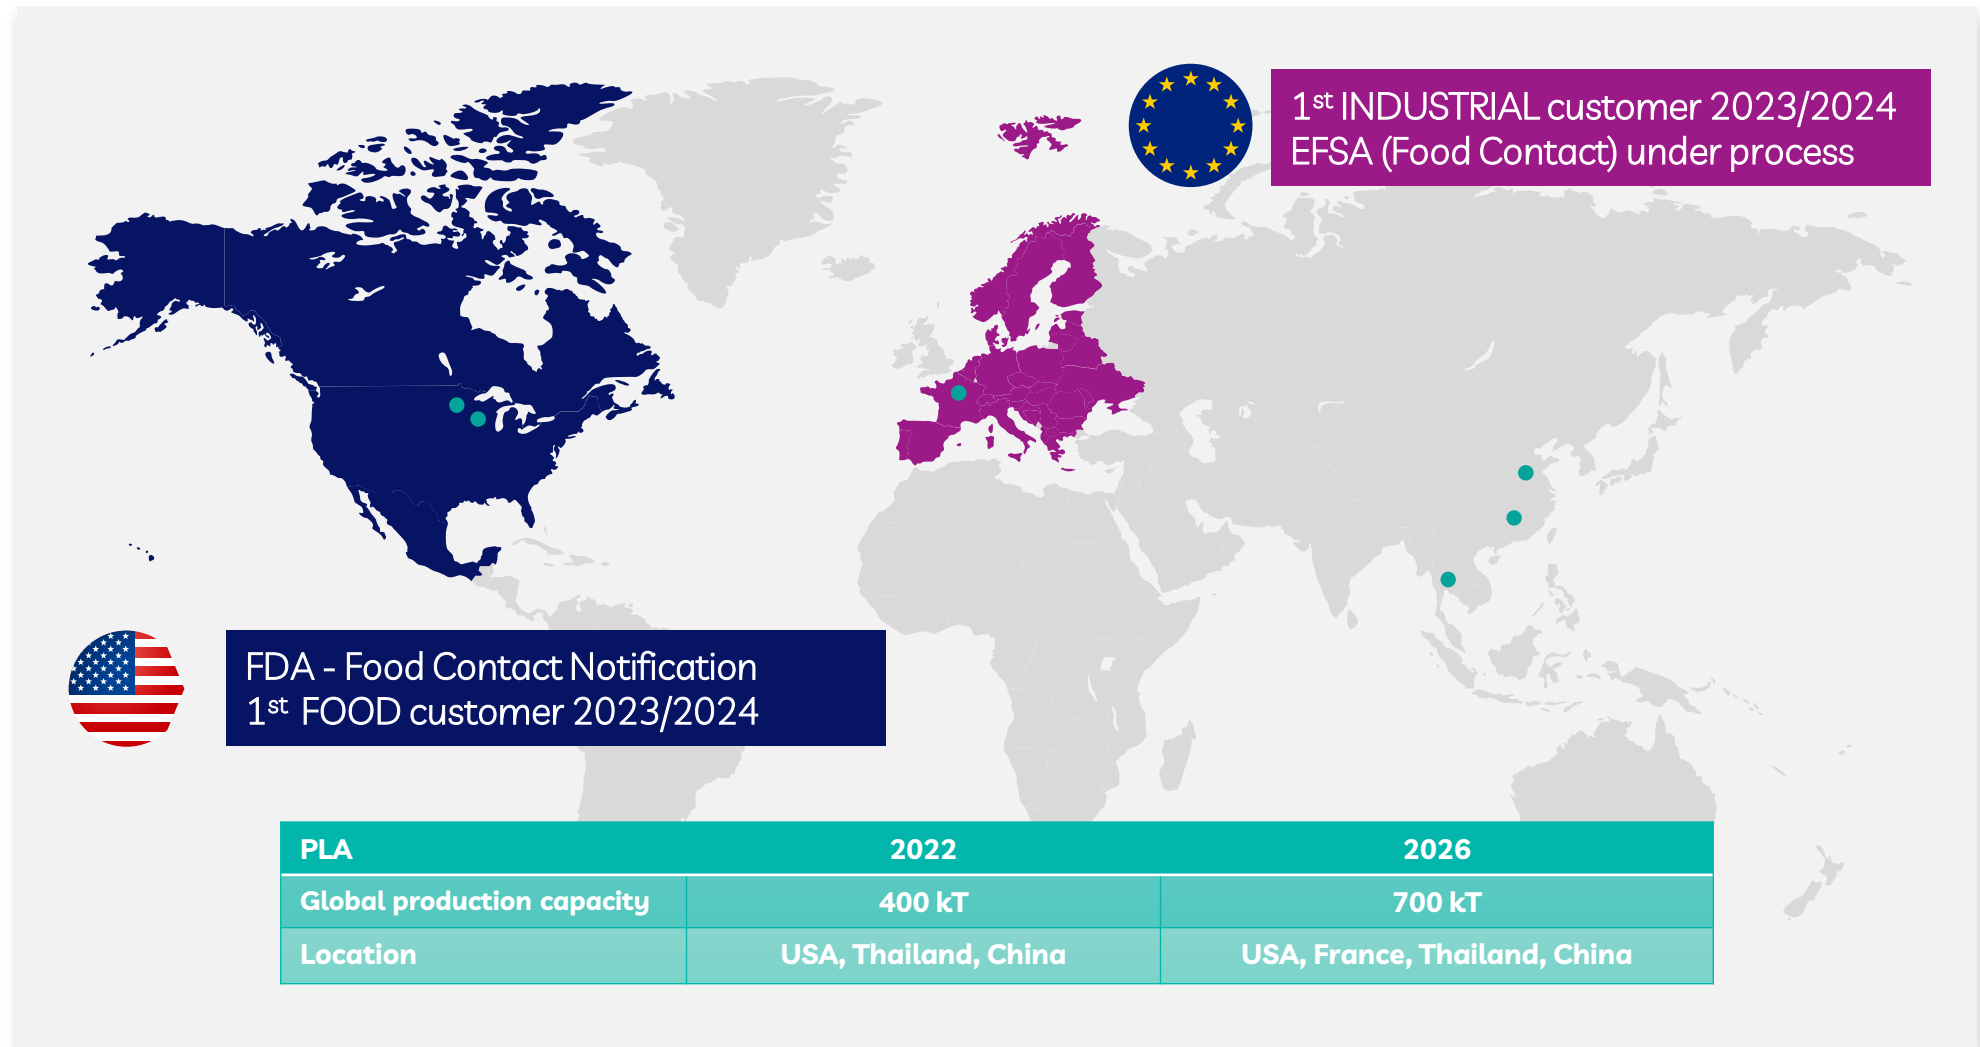 1st INDUSTRIAL customer 2023/2024
EFSA (Food Contact) under process
FDA - Food Contact Notification
1st FOOD customer 2023/2024
PLA 2022 2026
Global production capacity 400 kT 700 kT
Location USA, Thailand, China USA, France, Thailand, China